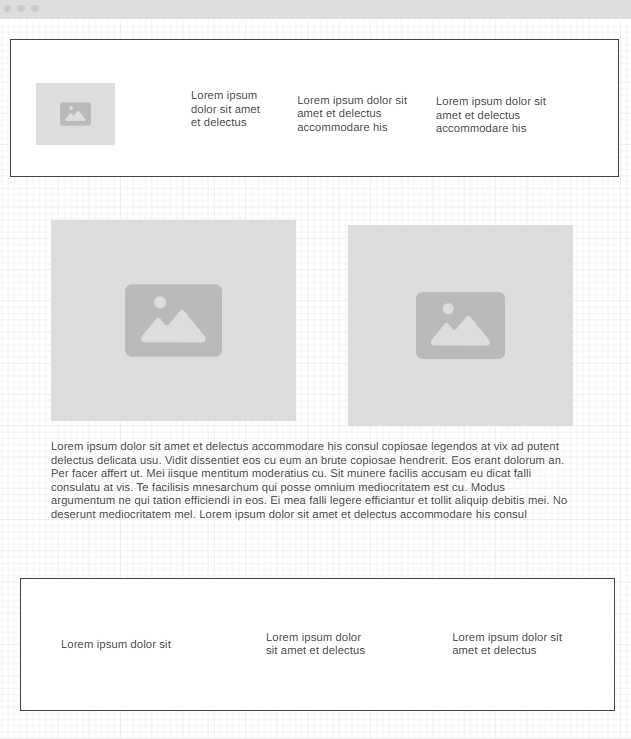 Lorem ipsum
dolor sit amet
et delectus
Lorem ipsum dolor sit
amet et delectus
accommodare his
Lorem ipsum dolor sit
amet et delectus
accommodare his
Lorem ipsum dolor sit amet et delectus accommodare his consul copiosae legendos at vix ad putent
delectus delicata usu. Vidit dissentiet eos cu eum an brute copiosae hendrerit. Eos erant dolorum an.
Per facer affert ut. Mei iisque mentitum moderatius cu. Sit munere facilis accusam eu dicat falli
consulatu at vis. Te facilisis mnesarchum qui posse omnium mediocritatem est cu. Modus
argumentum ne qui tation efficiendi in eos. Ei mea falli legere efficiantur et tollit aliquip debitis mei. No
deserunt mediocritatem mel. Lorem ipsum dolor sit amet et delectus accommodare his consul
Lorem ipsum dolor sit
Lorem ipsum dolor
sit amet et delectus
Lorem ipsum dolor sit
amet et delectus